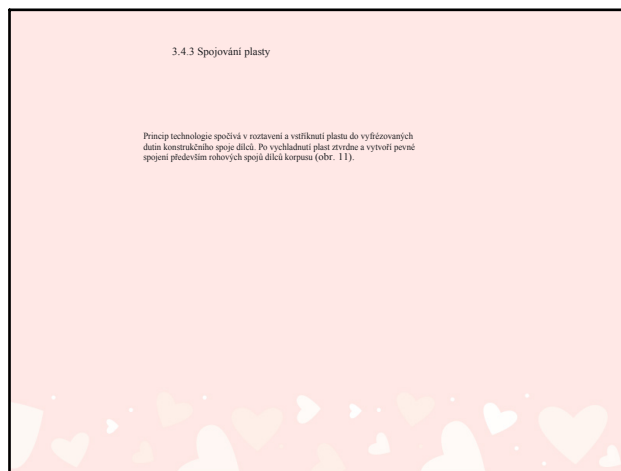 3.4.3 Spojování plasty
Princip technologie spočívá v roztavení a vstříknutí plastu do vyfrézovaných
dutin konstrukčního spoje dílců. Po vychladnutí plast ztvrdne a vytvoří pevné
spojení především rohových spojů dílců korpusu (obr. 11).